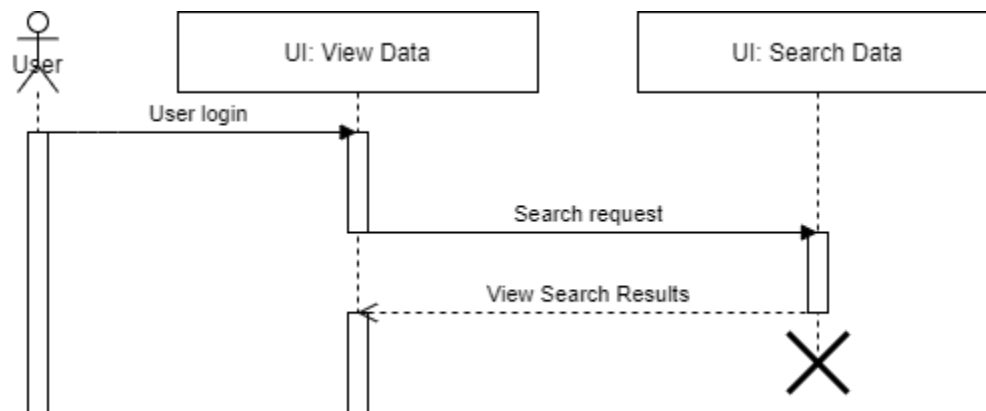 User
UI: View Data
UI: Search Data
User login
Search request
View Search Results